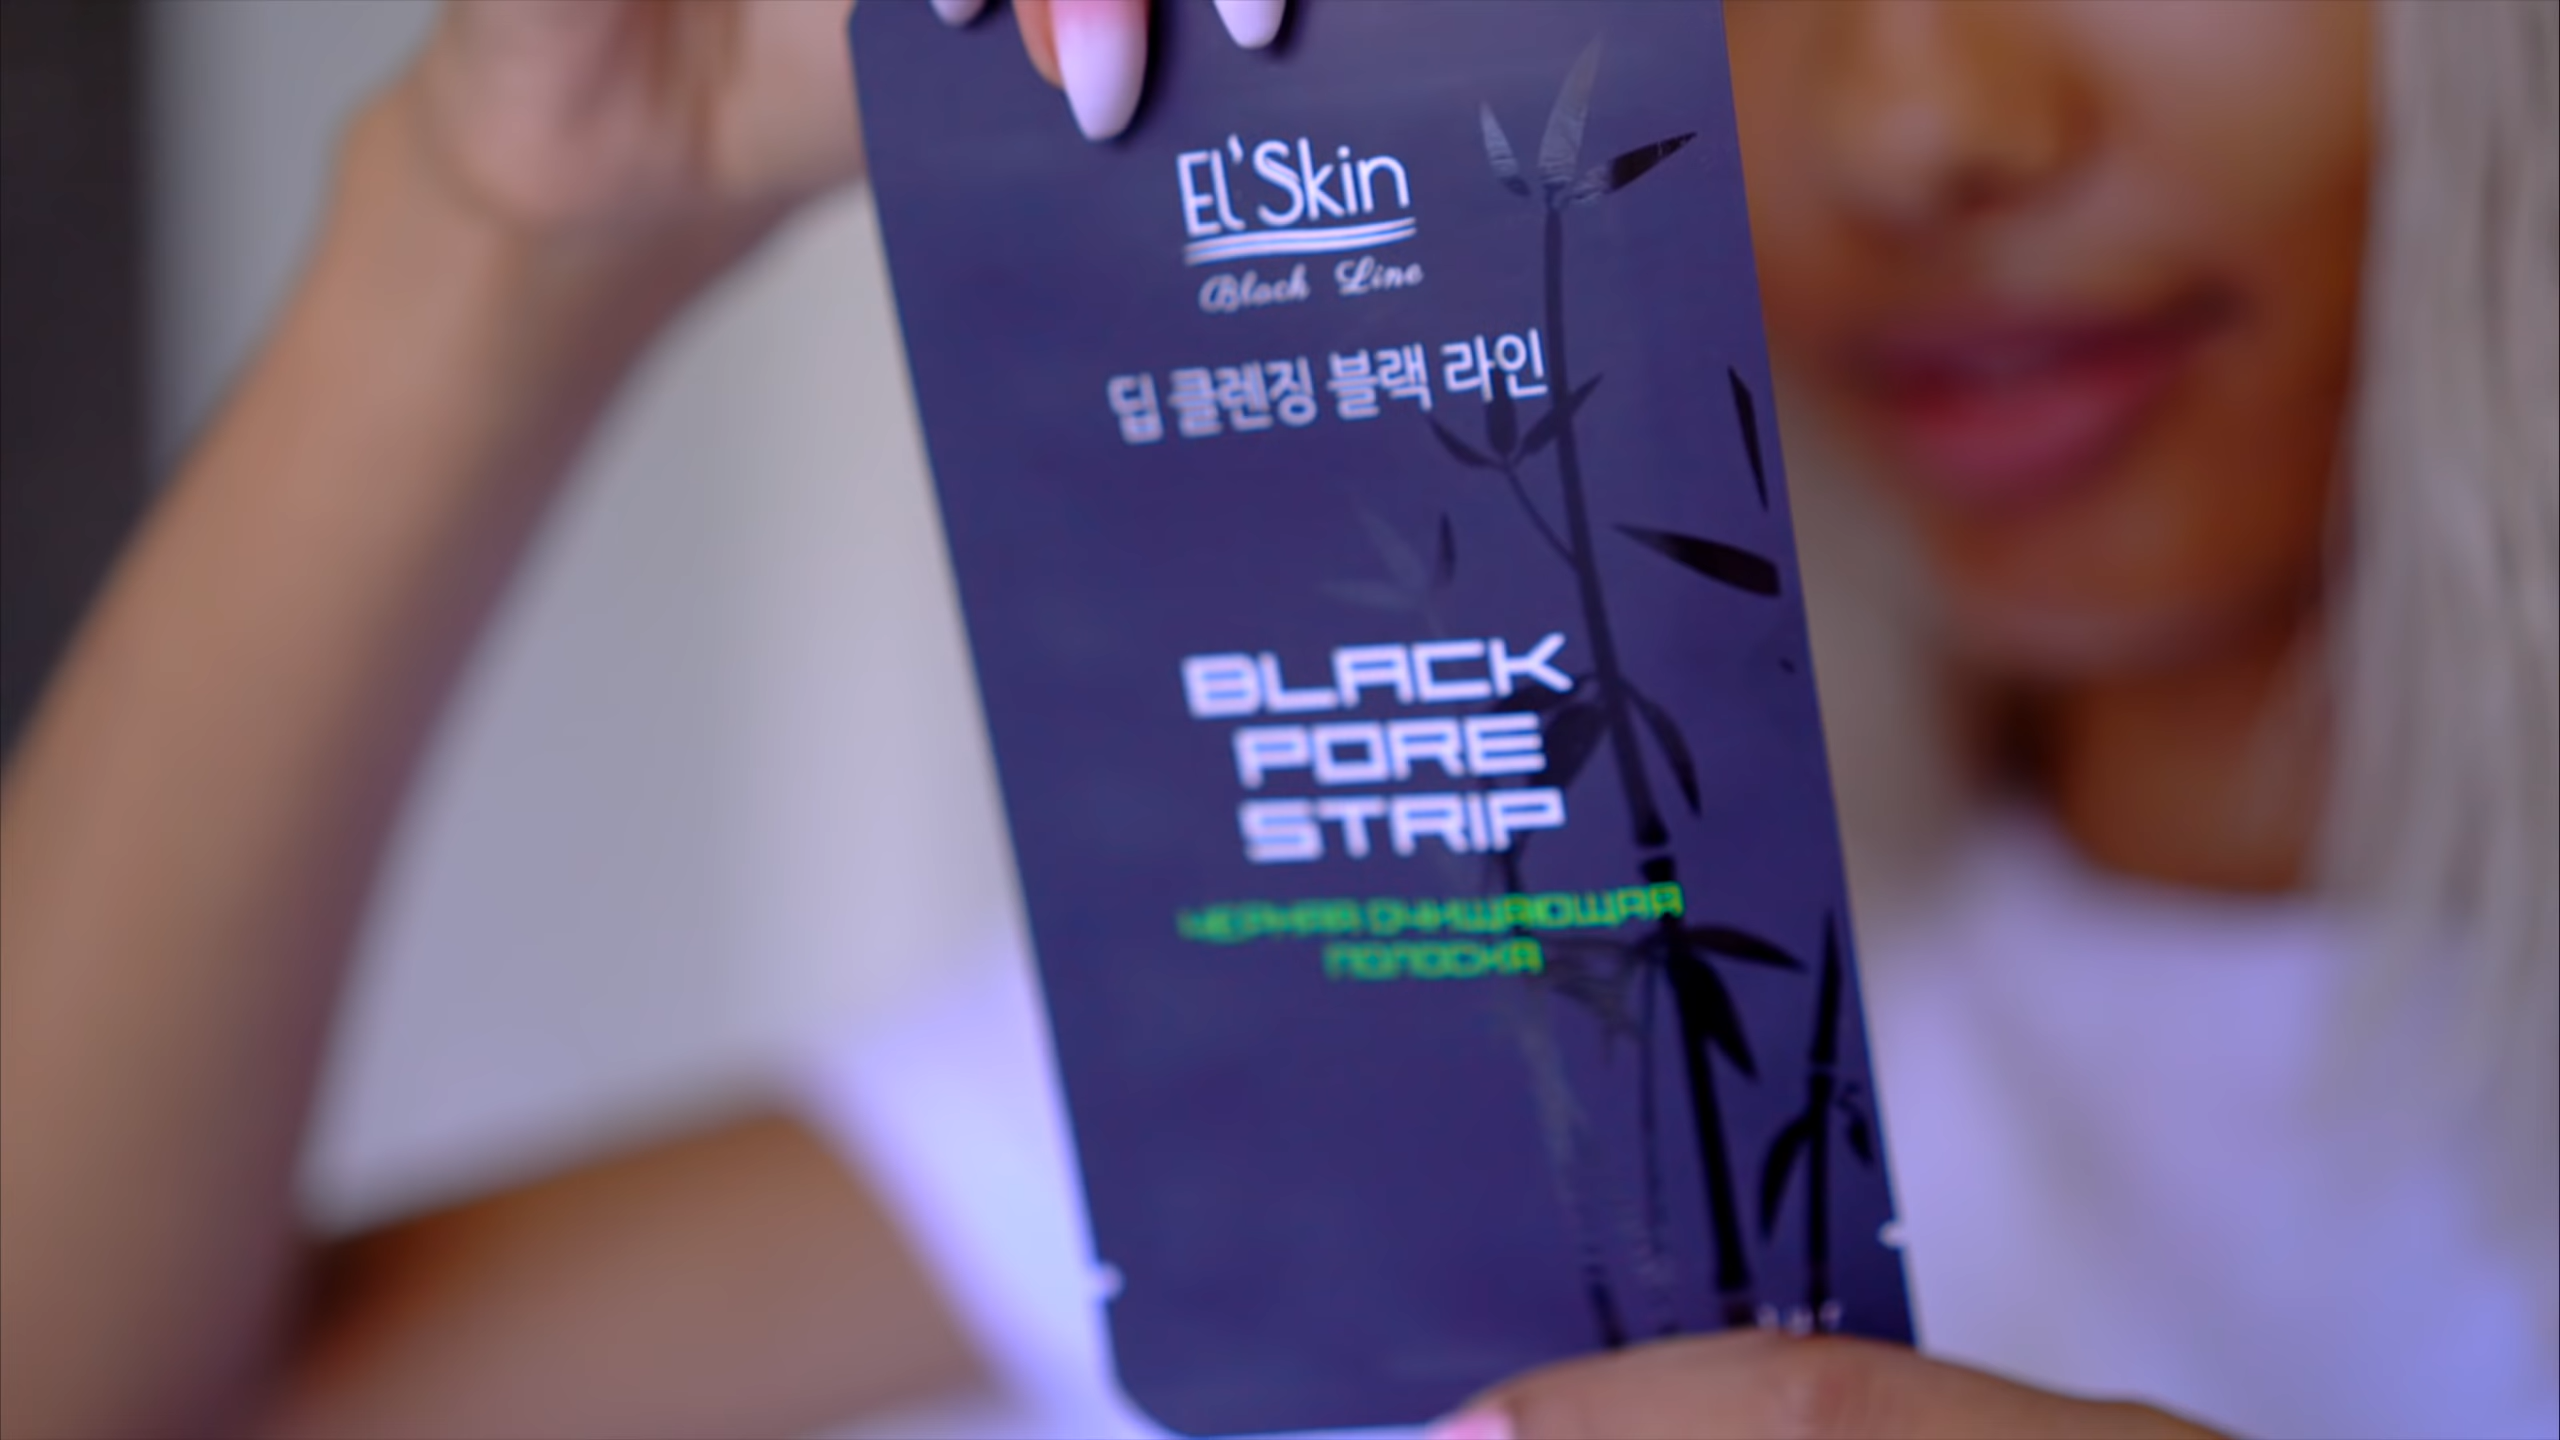 El'Skin
Black Line
딥 클렌징 블랙 라인
BLACK
PORE
STRIP
ЧЕРНАЯ ОЧИЩАЮЩАЯ
ПОЛОСКА